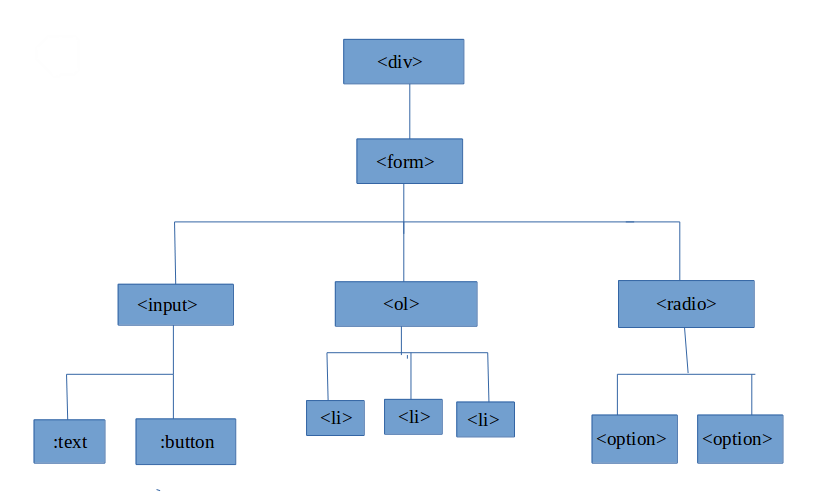 <div>
<form>
<input>
<ol>
<radio>
<li>
<li>
<li>
:text
:button
<option>
<option>